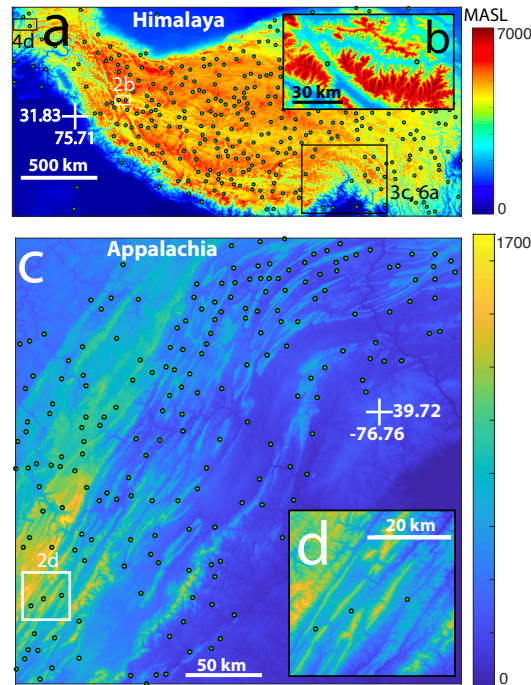 MASL
a
Himalaya
b
7000
4d
2b
31.83
75.71
30 km
500 km
3c, 6a
0
c
Appalachia
1700
39.72
-76.76
2d
d
20 km
50 km
0